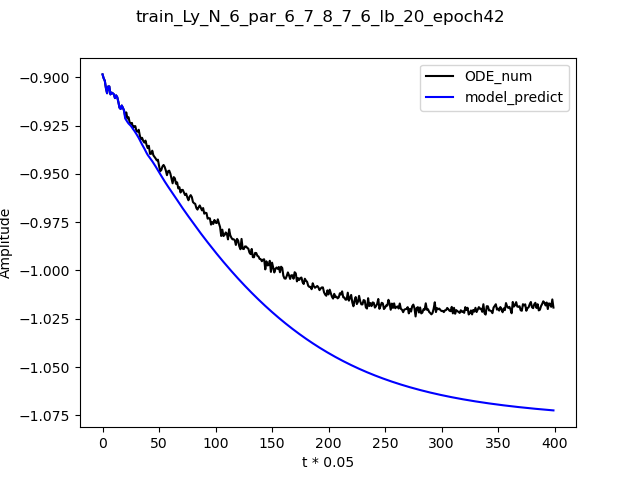 train_Ly_N_6_par_6_7_8_7_6_lb_20_epoch42
ODE_num
model_predict
Amplitude
−0.900
−0.925
−0.950
−0.975
−1.000
−1.025
−1.050
−1.075
0 50 100 150 200 250 300 350 400
t * 0.05